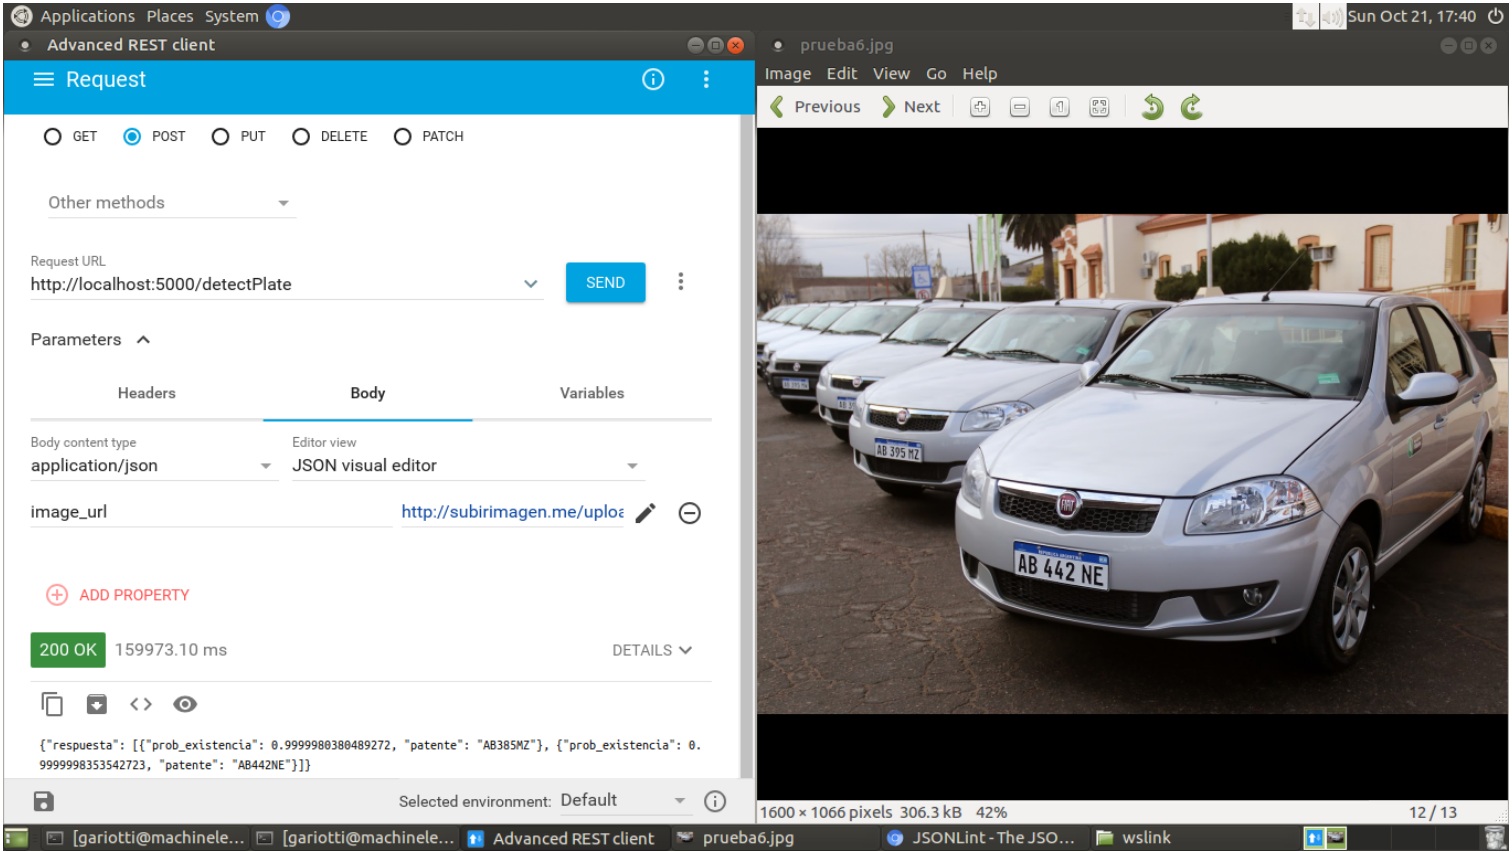 Applications Places System
Sun Oct 21, 17:40
Advanced REST client
Request
GET POST PUT DELETE PATCH
Other methods
Request URL
http://localhost:5000/detectPlate
SEND
Parameters
Headers Body Variables
Body content type Editor view
application/json JSON visual editor
image_url http://subirimagen.me/uploa
ADD PROPERTY
200 OK 159973.10 ms DETAILS
{"respuesta": [{"prob_existencia": 0.9999980380489272, "patente": "AB385MZ"}, {"prob_existencia": 0.
9999998353542723, "patente": "AB442NE"}]}
Selected environment: Default
prueba6.jpg
Image Edit View Go Help
Previous Next
AB 395 MZ
FIAT
REPUBLICA ARGENTINA
AB 442 NE
1600 × 1066 pixels 306.3 kB 42%
12 / 13
[gariotti@machinele... [gariotti@machinele... Advanced REST client prueba6.jpg JSONLint - The JSO... wslink